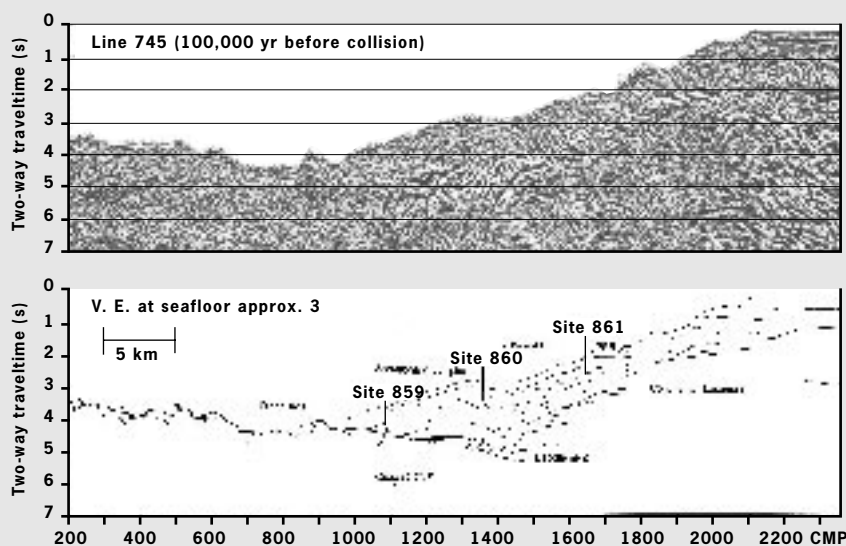 0
Line 745 (100,000 yr before collision)
1
2
3
4
5
6
7
Two-way traveltime (s)
0
V. E. at seafloor approx. 3
1
Site 861
2
5 km
Site 860
3
Site 859
4
5
6
7
Two-way traveltime (s)
200 400 600 800 1000 1200 1400 1600 1800 2000 2200 CMP